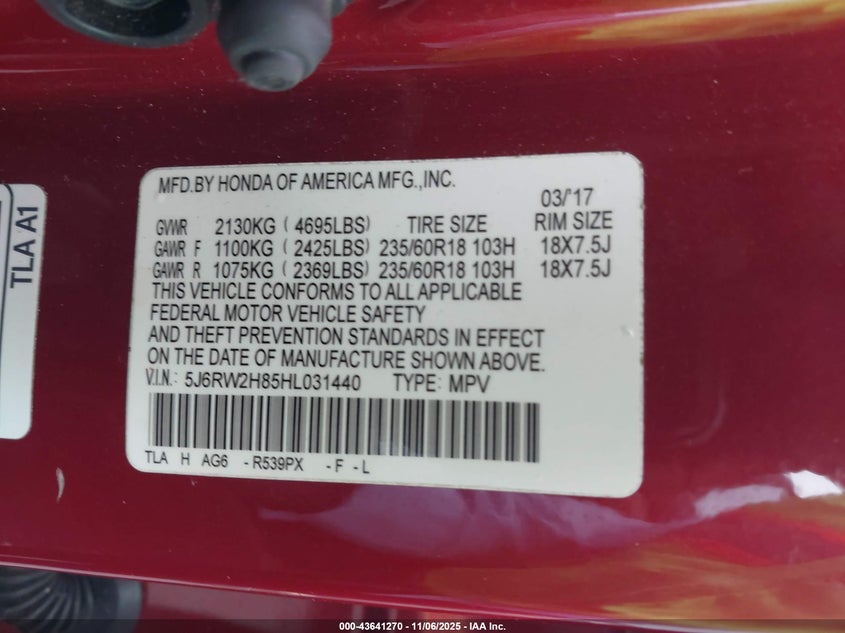 MFD.BY HONDA OF AMERICA MFG.,INC.
03/'17
GVWR 2130KG ( 4695LBS) TIRE SIZE RIM SIZE
GAWR F 1100KG ( 2425LBS) 235/60R18 103H 18X7.5J
GAWR R 1075KG ( 2369LBS) 235/60R18 103H 18X7.5J
THIS VEHICLE CONFORMS TO ALL APPLICABLE
FEDERAL MOTOR VEHICLE SAFETY
AND THEFT PREVENTION STANDARDS IN EFFECT
ON THE DATE OF MANUFACTURE SHOWN ABOVE.
V.I.N.: 5J6RW2H85HL031440 TYPE: MPV
TLA H AG6 - R539PX - F - L
TLA A1
000-43641270 - 11/06/2025 - IAA Inc.